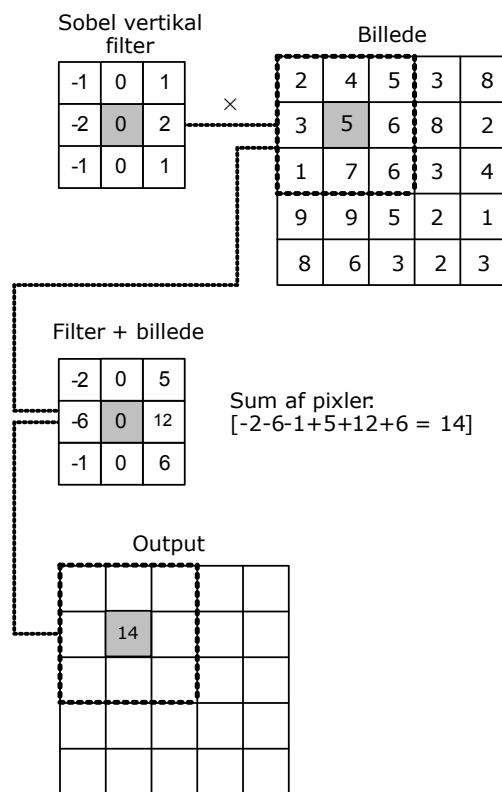 Sobel vertikal
filter
-1 0 1
-2 0 2
-1 0 1
×
Billede
2 4 5 3 8
3 5 6 8 2
1 7 6 3 4
9 9 5 2 1
8 6 3 2 3
Filter + billede
-2 0 5
-6 0 12
-1 0 6
Sum af pixler:
[-2-6-1+5+12+6 = 14]
Output
14